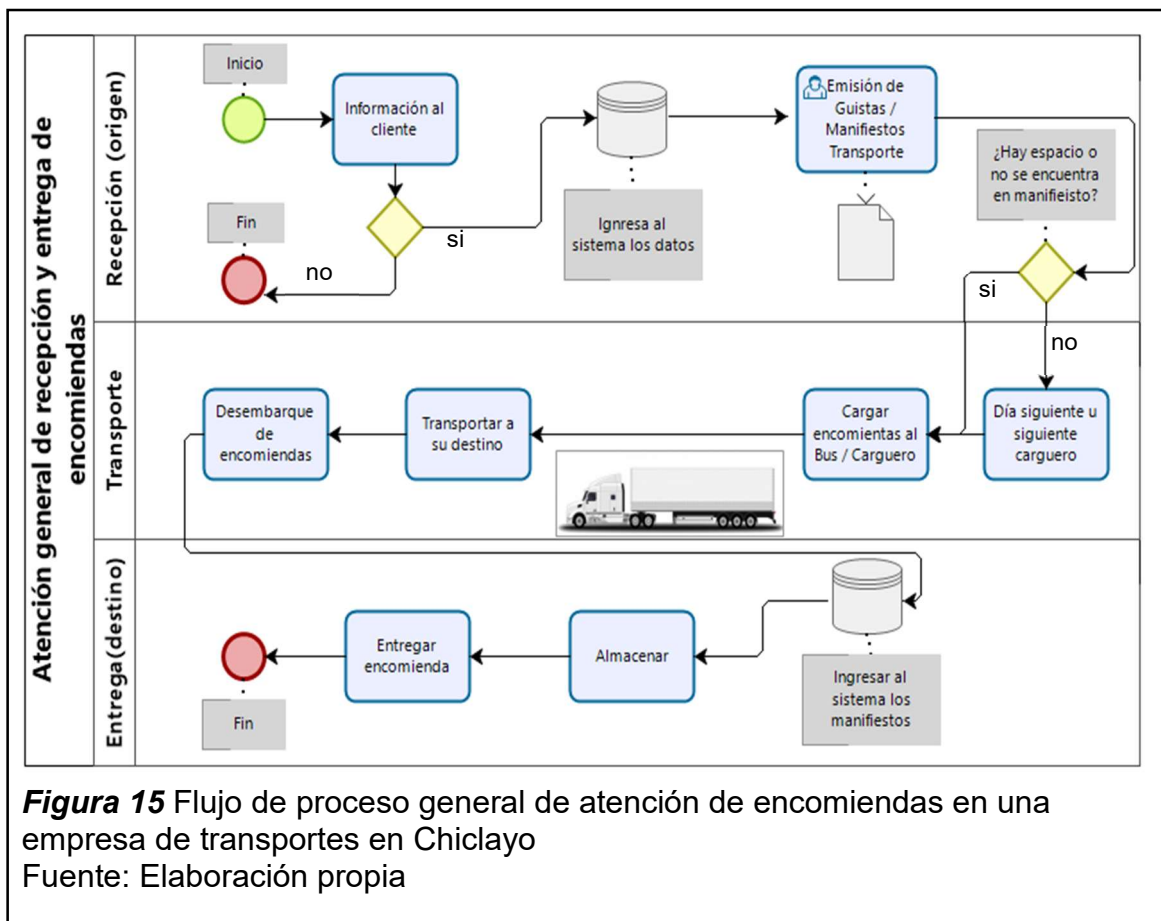 Atención general de recepción y entrega de
encomiendas
Recepción (origen)
Inicio
Información al
cliente
Fin
no
si
Ignresa al
sistema los datos
Emisión de
Guistas /
Manifiestos
Transporte
¿Hay espacio o
no se encuentra
en manifieisto?
si
no
Transporte
Desembarque
de
encomiendas
Transportar a
su destino
Cargar
encomientas al
Bus / Carguero
Día siguiente u
siguiente
carguero
Entrega(destino)
Fin
Entregar
encomienda
Almacenar
Ingresar al
sistema los
manifiestos
Figura 15 Flujo de proceso general de atención de encomiendas en una
empresa de transportes en Chiclayo
Fuente: Elaboración propia